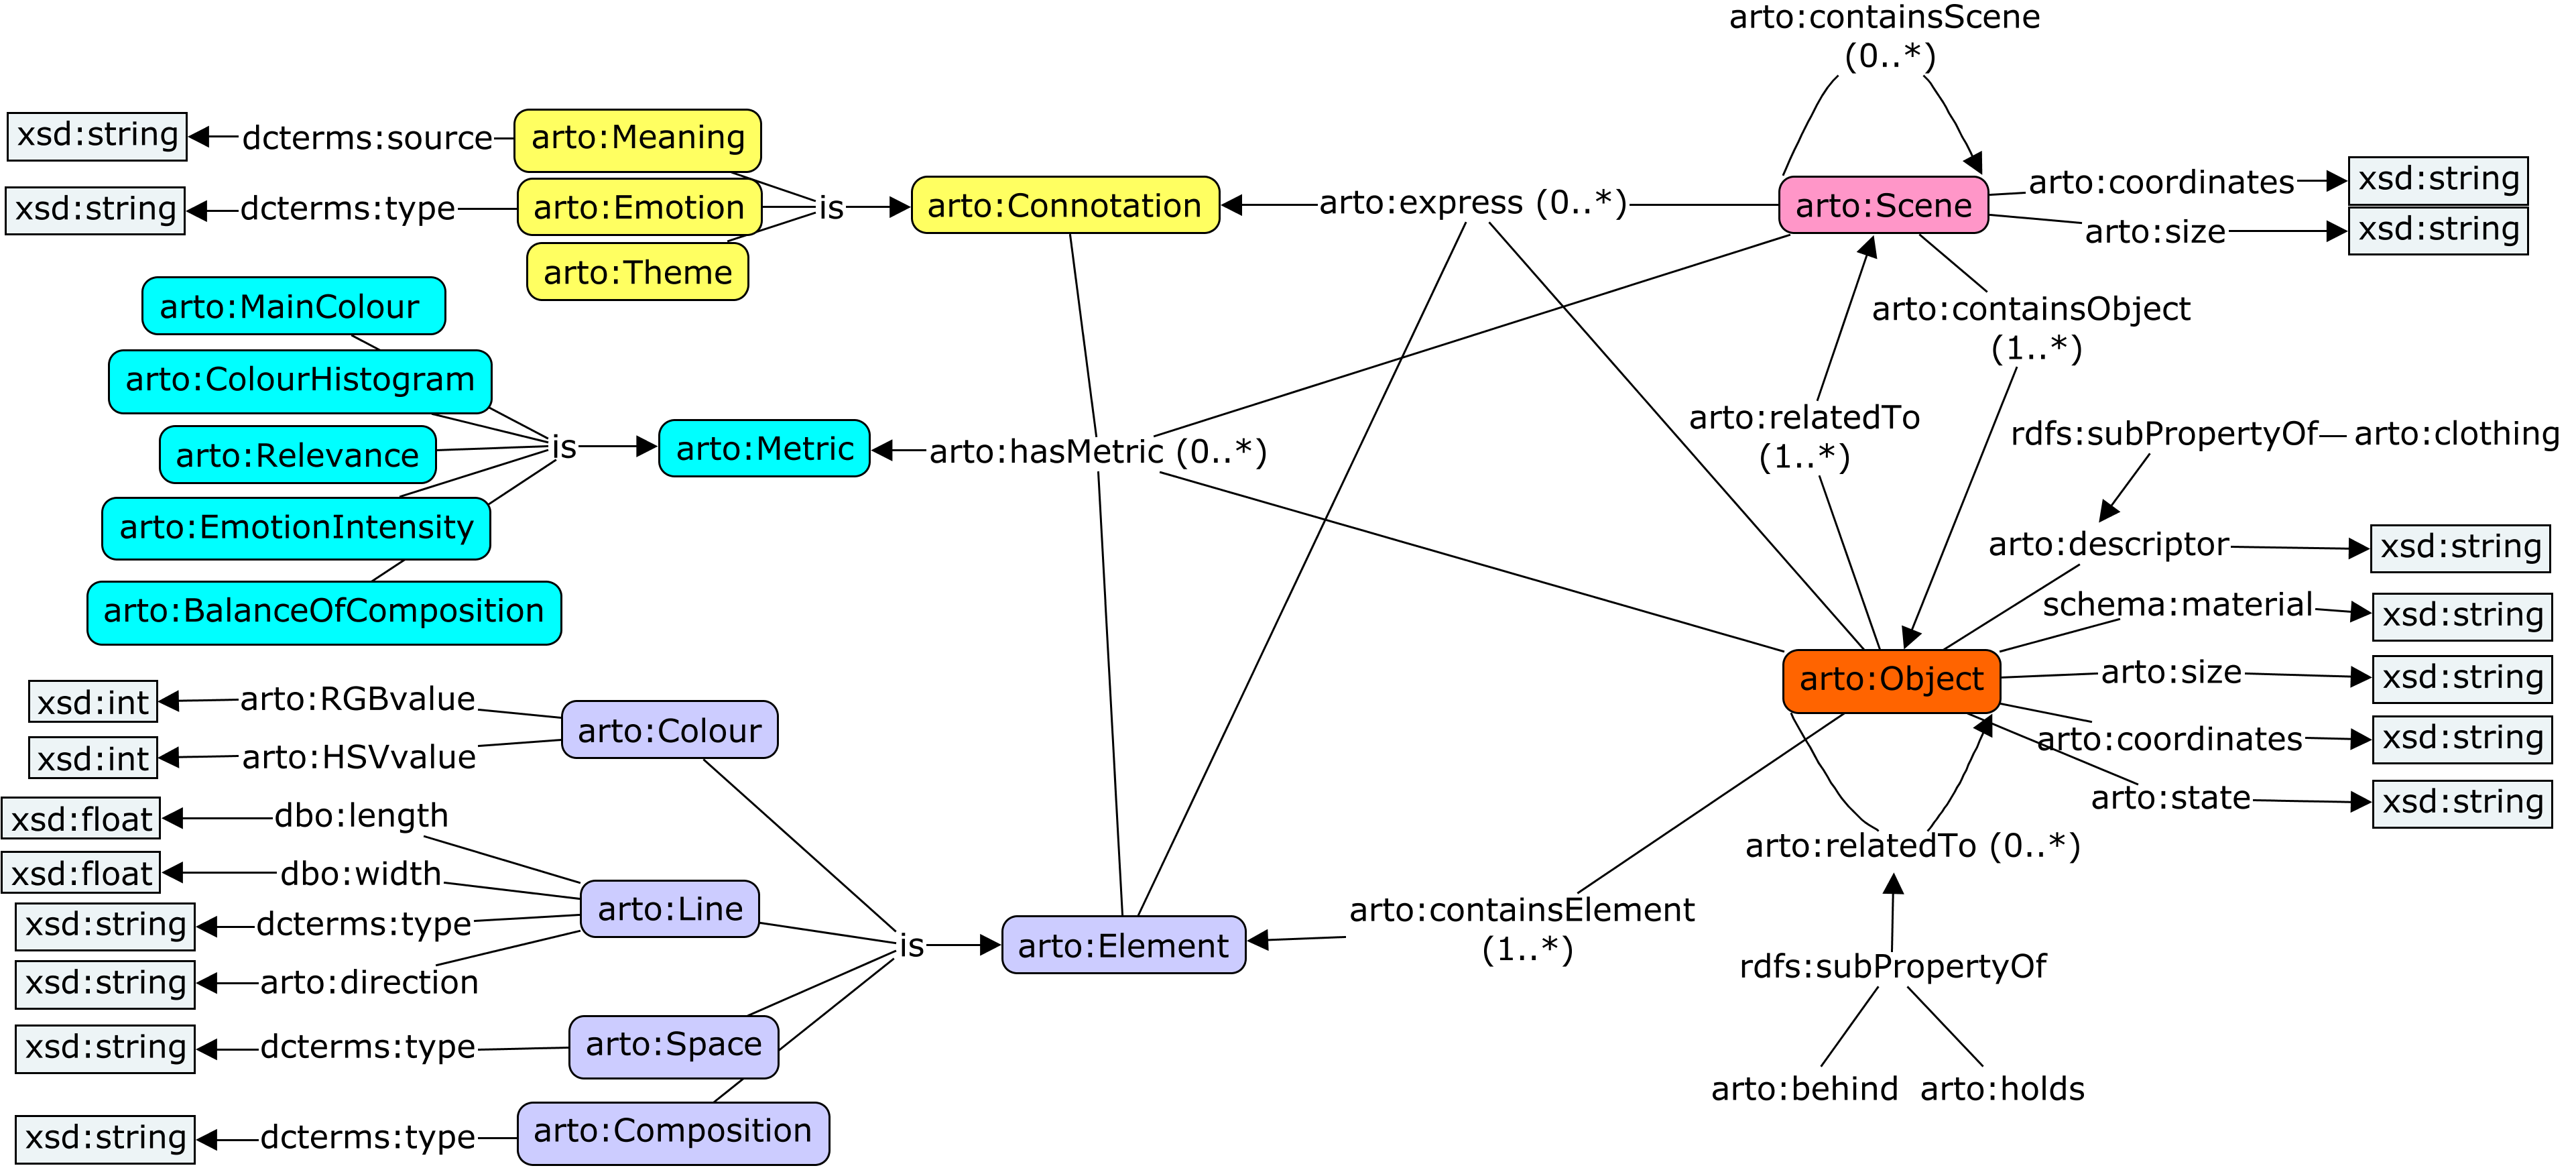 arto:containsScene
(0..*)
xsd:string
dcterms:source
arto:Meaning
xsd:string
dcterms:type
arto:Emotion
is
arto:Connotation
arto:express (0..*)
arto:Scene
arto:coordinates
xsd:string
arto:size
xsd:string
arto:Theme
arto:MainColour
arto:containsObject
(1..*)
arto:ColourHistogram
arto:relatedTo
(1..*)
rdfs:subPropertyOf
arto:clothing
arto:Relevance
is
arto:Metric
arto:hasMetric (0..*)
arto:EmotionIntensity
arto:descriptor
xsd:string
arto:BalanceOfComposition
schema:material
xsd:string
xsd:int
arto:RGBvalue
arto:Colour
arto:Object
arto:size
xsd:string
xsd:int
arto:HSVvalue
arto:coordinates
xsd:string
xsd:float
dbo:length
arto:state
xsd:string
xsd:float
dbo:width
arto:relatedTo (0..*)
xsd:string
dcterms:type
arto:Line
is
arto:Element
arto:containsElement
(1..*)
xsd:string
arto:direction
rdfs:subPropertyOf
xsd:string
dcterms:type
arto:Space
arto:behind
arto:holds
xsd:string
dcterms:type
arto:Composition